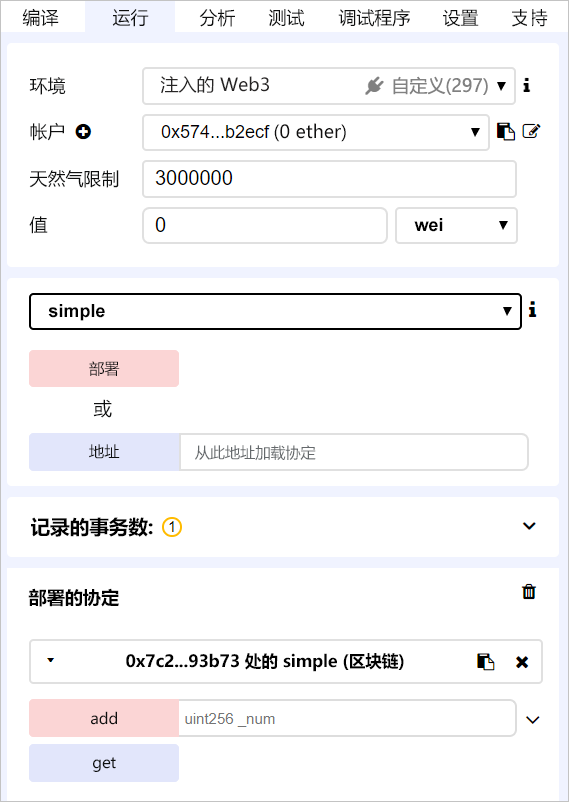 编译 运行 分析 测试 调试程序 设置 支持
环境 注入的 Web3 自定义(297)
帐户 0x574...b2ecf (0 ether)
天然气限制 3000000
值 0 wei
simple
部署
或
地址 从此地址加载协定
记录的事务数: 1
部署的协定
0x7c2...93b73 处的 simple (区块链)
add uint256 _num
get